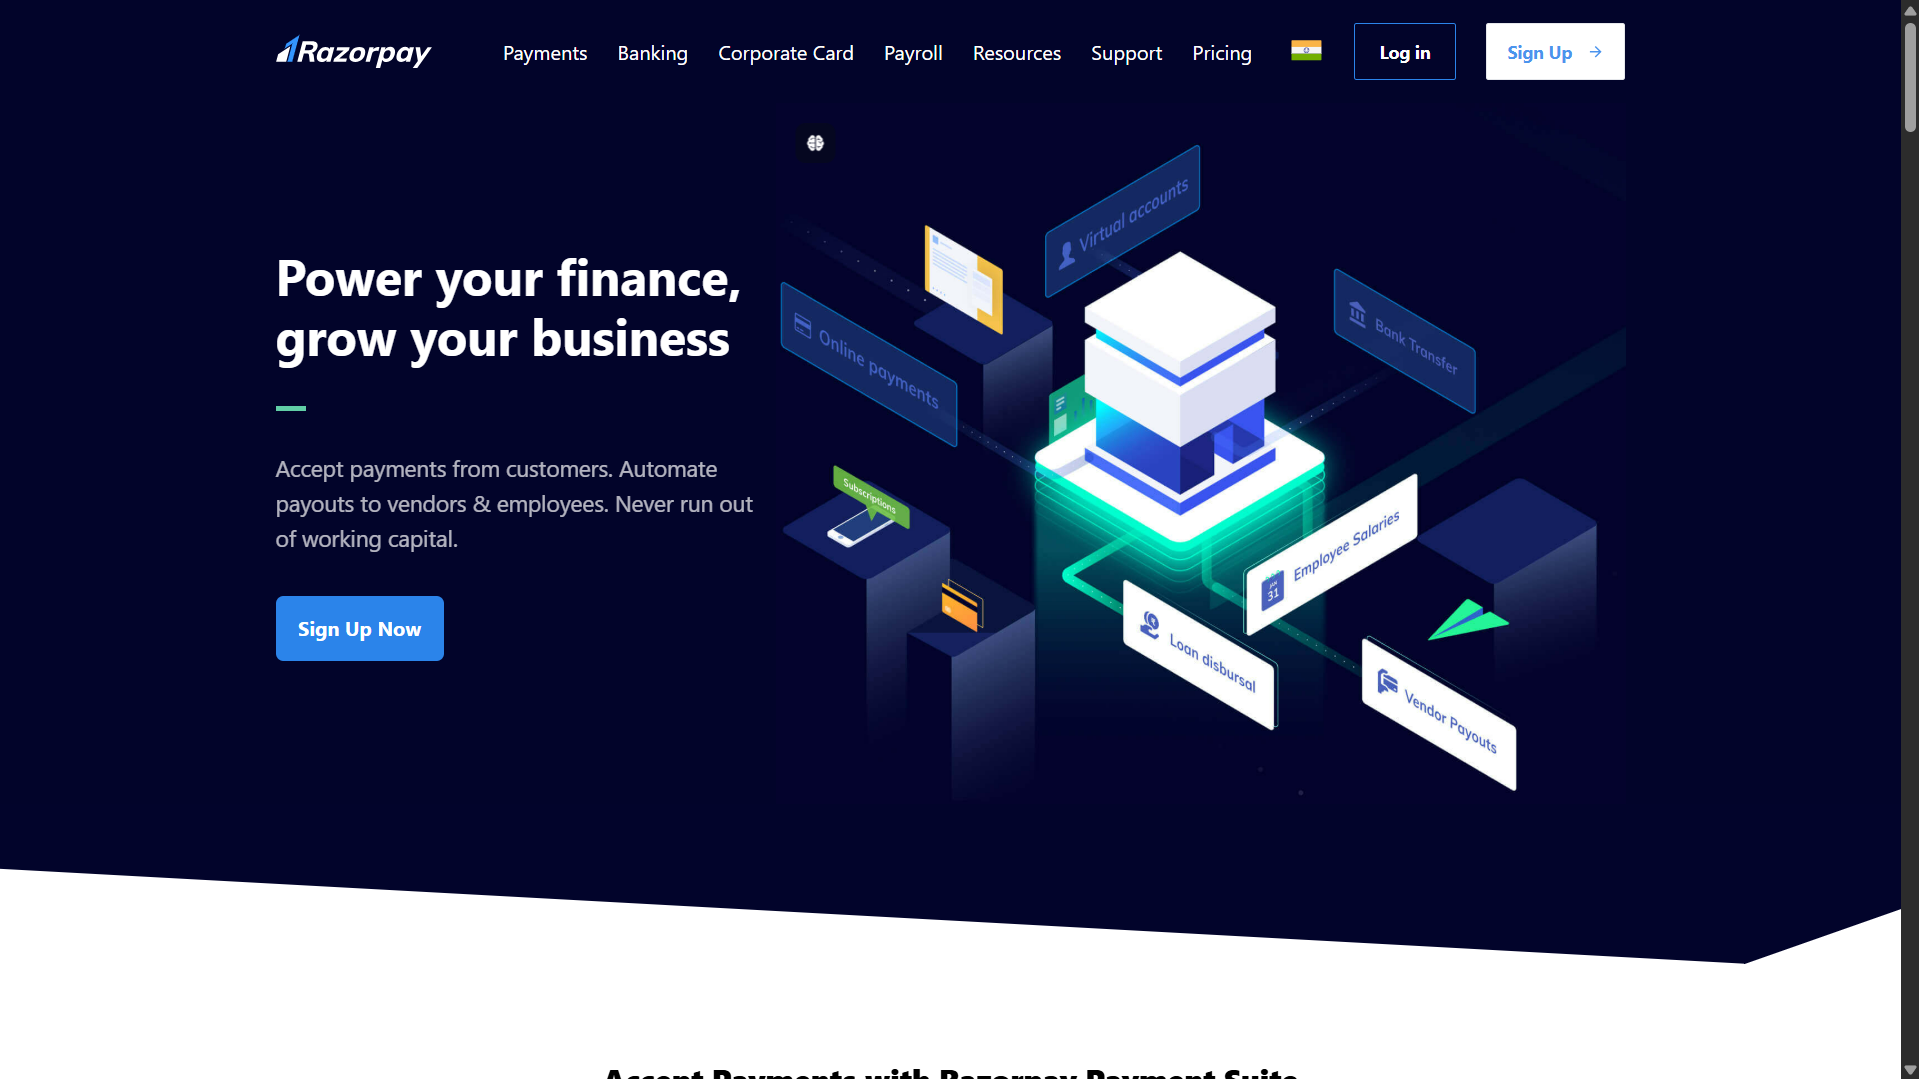 Razorpay
Payments
Banking
Corporate Card
Payroll
Resources
Support
Pricing
Log in
Sign Up
Power your finance,
grow your business
Accept payments from customers. Automate
payouts to vendors & employees. Never run out
of working capital.
Sign Up Now
Virtual accounts
Online payments
Bank Transfer
Subscriptions
Employee Salaries
JAN
31
Loan disbursal
Vendor Payouts
Accept Payments with Razorpay Payment Suite